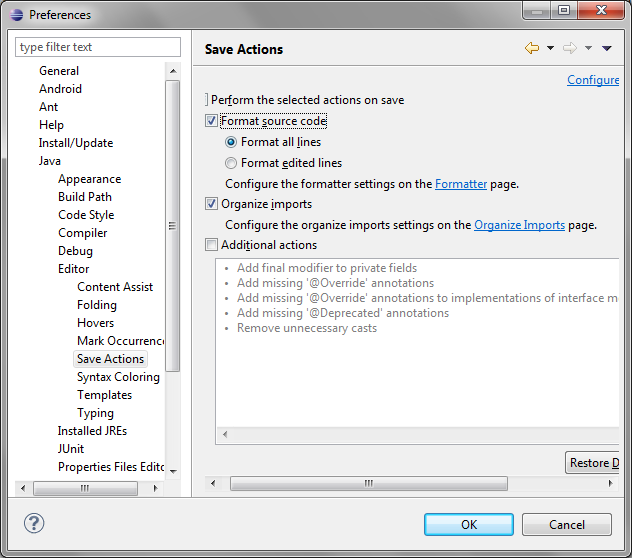 Preferences
type filter text
General
Android
Ant
Help
Install/Update
Java
Appearance
Build Path
Code Style
Compiler
Debug
Editor
Content Assist
Folding
Hovers
Mark Occurrenc
Save Actions
Syntax Coloring
Templates
Typing
Installed JREs
JUnit
Properties Files Edito
Save Actions
Configure
Perform the selected actions on save
Format source code
Format all lines
Format edited lines
Configure the formatter settings on the Formatter page.
Organize imports
Configure the organize imports settings on the Organize Imports page.
Additional actions
• Add final modifier to private fields
• Add missing '@Override' annotations
• Add missing '@Override' annotations to implementations of interface m
• Add missing '@Deprecated' annotations
• Remove unnecessary casts
Restore D
?
OK
Cancel